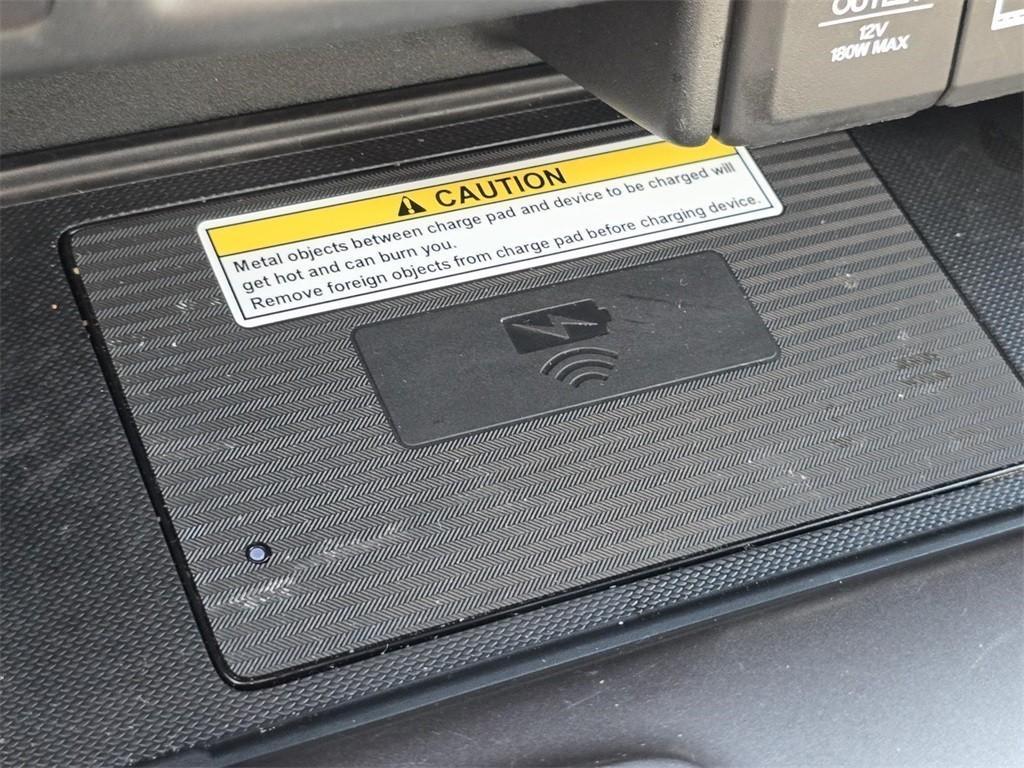 OUTLET
12V
180W MAX
CAUTION
Metal objects between charge pad and device to be charged will
get hot and can burn you.
Remove foreign objects from charge pad before charging device.